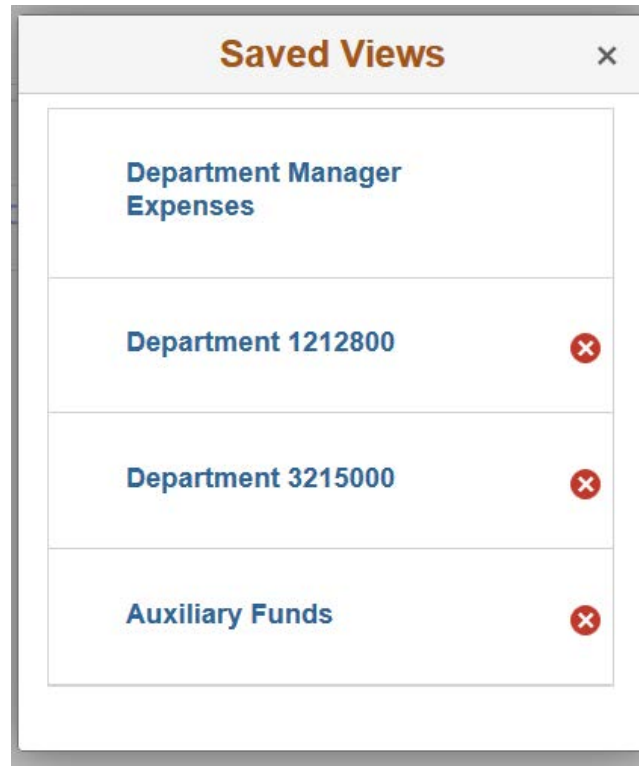 Saved Views
Department Manager
Expenses
Department 1212800
Department 3215000
Auxiliary Funds